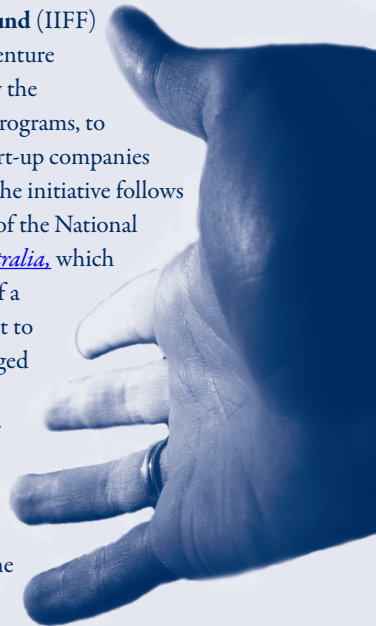 und (IIFF)
enture
the
rograms, to
rt-up companies
he initiative follows
of the National
ralia, which
f a
t to
ged
ne